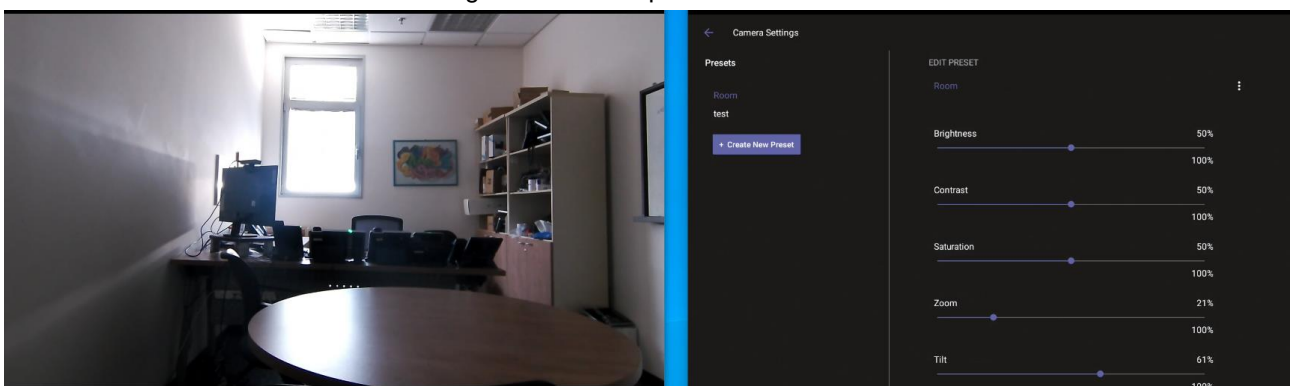 Camera Settings
Presets
Room
test
+ Create New Preset
EDIT PRESET
Room
Brightness 50%
100%
Contrast 50%
100%
Saturation 50%
100%
Zoom 21%
100%
Tilt 61%
100%